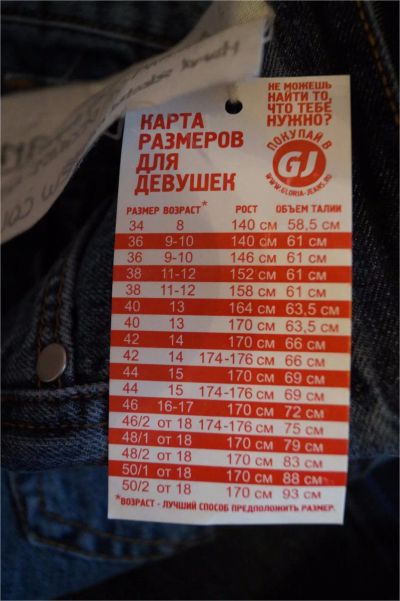 НЕ МОЖЕШЬ
НАЙТИ ТО,
ЧТО ТЕБЕ
НУЖНО?
ПОКУПАЙ В
GJ
WWW.GLORIA-JEANS.RU
КАРТА
РАЗМЕРОВ
ДЛЯ
ДЕВУШЕК
РАЗМЕР ВОЗРАСТ* РОСТ ОБЪЕМ ТАЛИИ
34 8 140 СМ 58,5 СМ
36 9-10 140 СМ 61 СМ
36 9-10 146 СМ 61 СМ
38 11-12 152 СМ 61 СМ
38 11-12 158 СМ 61 СМ
40 13 164 СМ 63,5 СМ
40 13 170 СМ 63,5 СМ
42 14 170 СМ 66 СМ
42 14 174-176 СМ 66 СМ
44 15 170 СМ 69 СМ
44 15 174-176 СМ 69 СМ
46 16-17 170 СМ 72 СМ
46/2 от 18 174-176 СМ 75 СМ
48/1 от 18 170 СМ 79 СМ
48/2 от 18 170 СМ 83 СМ
50/1 от 18 170 СМ 88 СМ
50/2 от 18 170 СМ 93 СМ
*ВОЗРАСТ - ЛУЧШИЙ СПОСОБ ПРЕДПОЛОЖИТЬ РАЗМЕР.